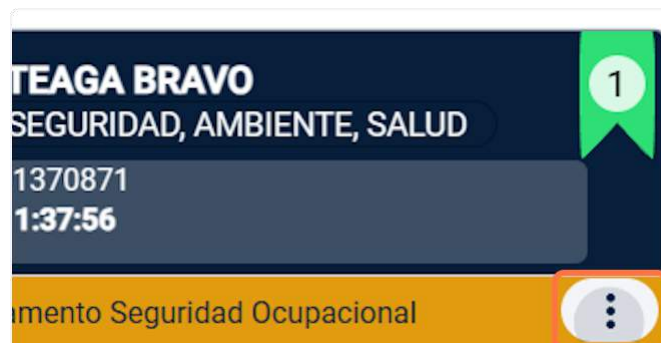 TEAGA BRAVO
1
SEGURIDAD, AMBIENTE, SALUD
1370871
1:37:56
amento Seguridad Ocupacional